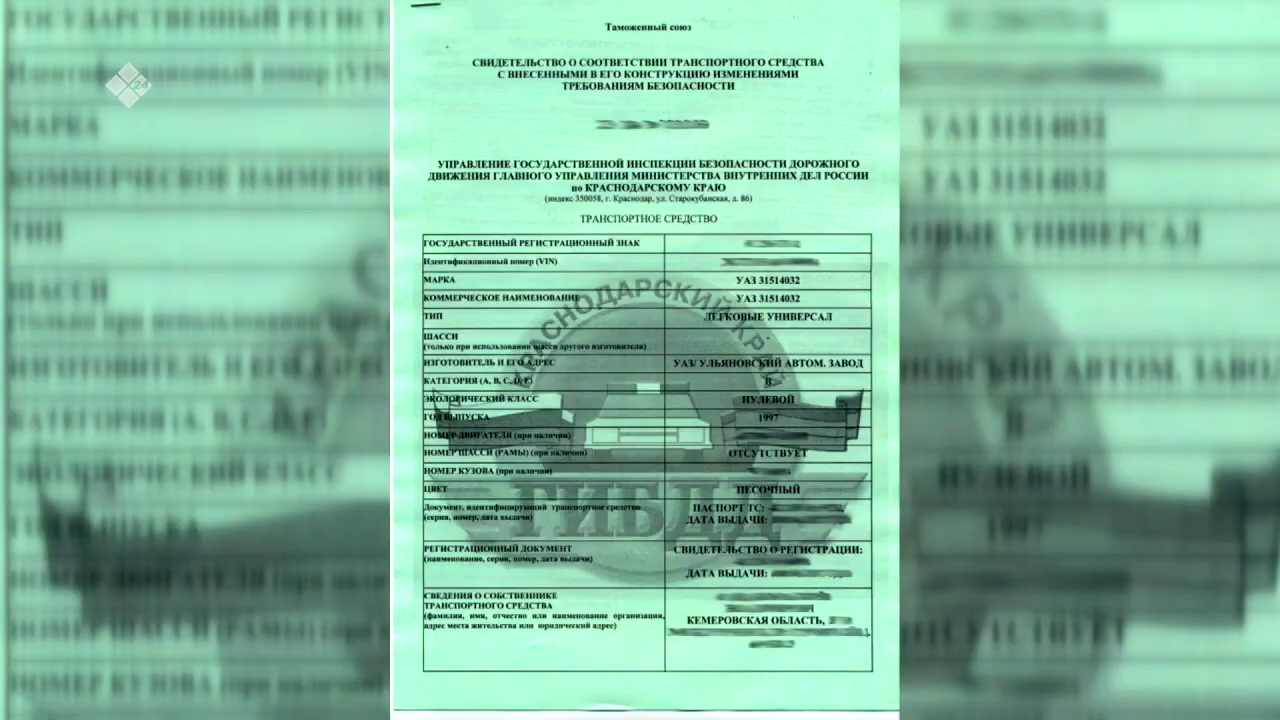 24
Таможенный союз
СВИДЕТЕЛЬСТВО О СООТВЕТСТВИИ ТРАНСПОРТНОГО СРЕДСТВА
С ВНЕСЕННЫМИ В ЕГО КОНСТРУКЦИЮ ИЗМЕНЕНИЯМИ
ТРЕБОВАНИЯМ БЕЗОПАСНОСТИ
УПРАВЛЕНИЕ ГОСУДАРСТВЕННОЙ ИНСПЕКЦИИ БЕЗОПАСНОСТИ ДОРОЖНОГО
ДВИЖЕНИЯ ГЛАВНОГО УПРАВЛЕНИЯ МИНИСТЕРСТВА ВНУТРЕННИХ ДЕЛ РОССИИ
по КРАСНОДАРСКОМУ КРАЮ
(индекс 350058, г. Краснодар, ул. Старокубанская, д. 86)
ТРАНСПОРТНОЕ СРЕДСТВО
ГОСУДАРСТВЕННЫЙ РЕГИСТРАЦИОННЫЙ ЗНАК
Идентификационный номер (VIN)
МАРКА УАЗ 31514032
КОММЕРЧЕСКОЕ НАИМЕНОВАНИЕ УАЗ 31514032
ТИП ЛЕГКОВЫЕ УНИВЕРСАЛ
ШАССИ
(только при использовании шасси другого изготовителя)
ИЗГОТОВИТЕЛЬ И ЕГО АДРЕС УАЗ/ УЛЬЯНОВСКИЙ АВТОМ. ЗАВОД
КАТЕГОРИЯ (А, В, С, D, E) В
ЭКОЛОГИЧЕСКИЙ КЛАСС НУЛЕВОЙ
ГОД ВЫПУСКА 1997
НОМЕР ДВИГАТЕЛЯ (при наличии)
НОМЕР ШАССИ (РАМЫ) (при наличии) ОТСУТСТВУЕТ
НОМЕР КУЗОВА (при наличии)
ЦВЕТ ПЕСОЧНЫЙ
Документ, идентифицирующий транспортное средство
(серия, номер, дата выдачи)
ПАСПОРТ ТС:
ДАТА ВЫДАЧИ:
РЕГИСТРАЦИОННЫЙ ДОКУМЕНТ
(наименование, серия, номер, дата выдачи)
СВИДЕТЕЛЬСТВО О РЕГИСТРАЦИИ:
ДАТА ВЫДАЧИ:
СВЕДЕНИЯ О СОБСТВЕННИКЕ
ТРАНСПОРТНОГО СРЕДСТВА
(фамилия, имя, отчество или наименование организации,
адрес места жительства или юридический адрес)
КЕМЕРОВСКАЯ ОБЛАСТЬ,
КРАСНОДАРСКИЙ КРАЙ
ГИБДД